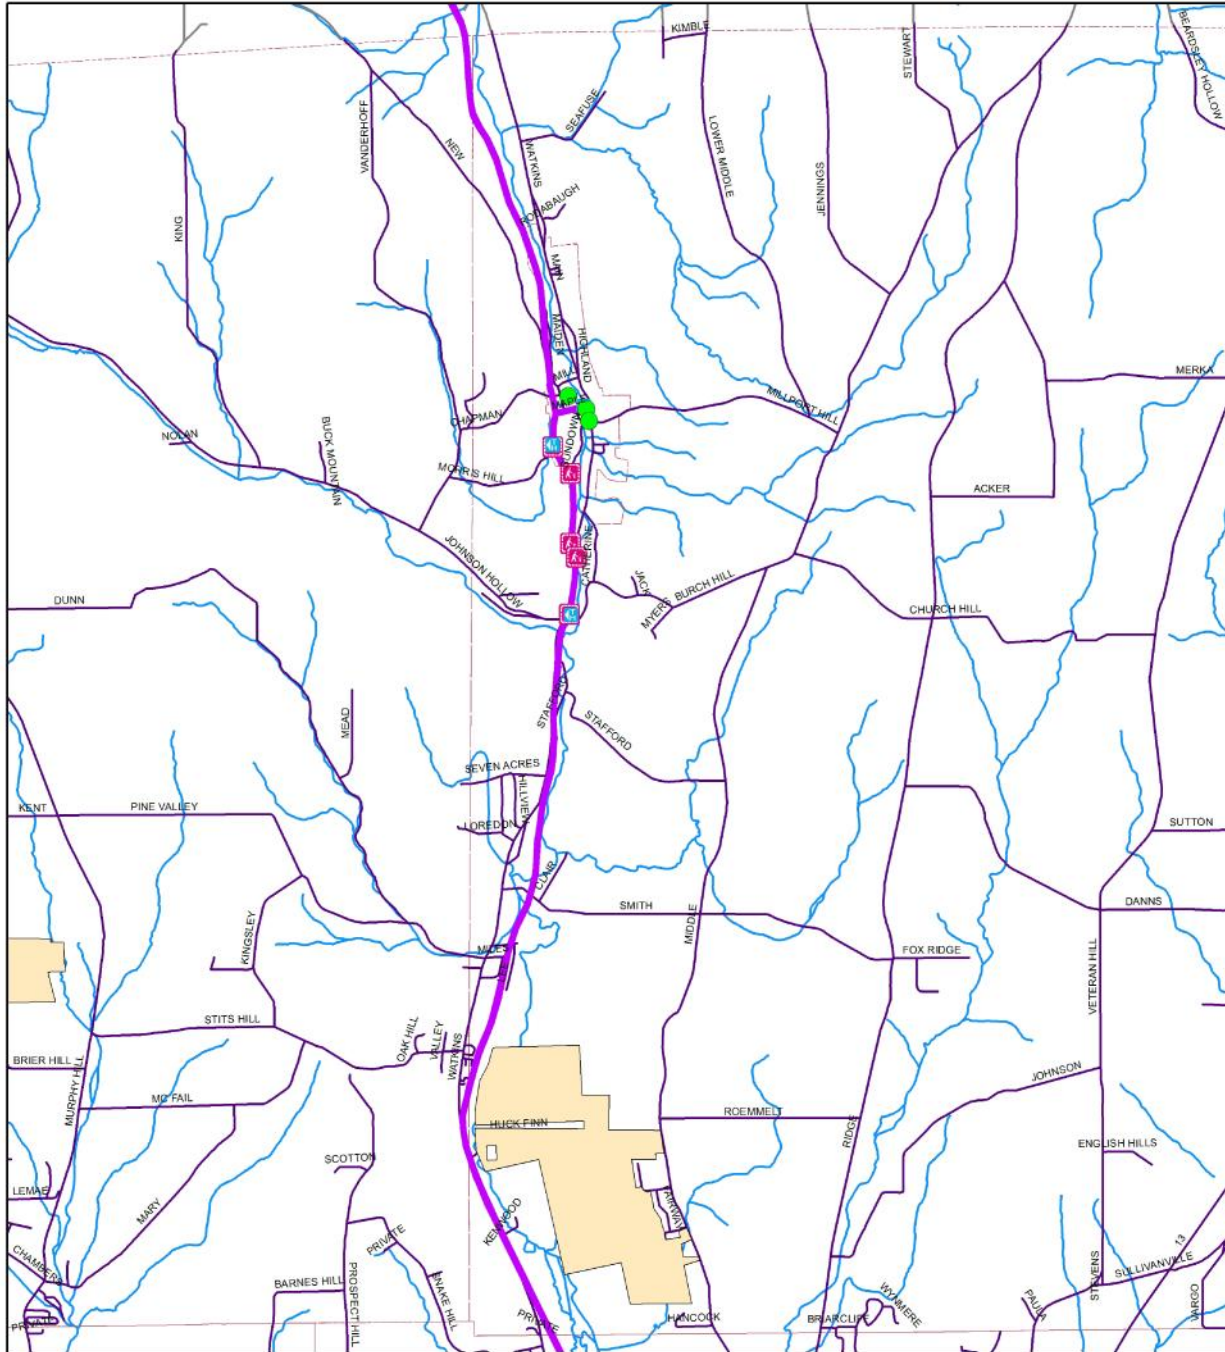 KIMBLE
STEWART
BEARDSLEY HOLLOW
SEAFUSE
VANDERHOFF
NEW
WATKINS
LOWER MIDDLE
JENNINGS
KING
RODABAUGH
MAIN
MAIDEN
HIGHLAND
MILL
MERKA
MAPLE
MILLPORT HILL
CHAPMAN
NOLAN
BUCK MOUNTAIN
MORRIS HILL
ACKER
JOHNSON HOLLOW
CATHERINE
JACK
BURCH HILL
MYERS
DUNN
CHURCH HILL
STAFFORD
STAFFORD
MEAD
SEVEN ACRES
HILLVIEW
KENT
PINE VALLEY
LOREDON
SUTTON
CLAIR
SMITH
MIDDLE
DANNS
KINGSLEY
MILES
FOX RIDGE
VETERAN HILL
STITS HILL
OAK HILL
VALLEY
WATKINS
BRIER HILL
MURPHY HILL
JOHNSON
MC FAIL
ROEMMELT
HUCK FINN
RIDGE
ENGLISH HILLS
SCOTTON
LEMAE
MARY
FAIRWAY
KENWOOD
PRIVATE
13
CHAMBERS
SULLIVANVILLE
BARNES HILL
PROSPECT HILL
SNAKE HILL
STEVENS
WYNMERE
PAULA
VARGO
PRIVATE
PRIVATE
HANCOCK
BRIARCLIFF